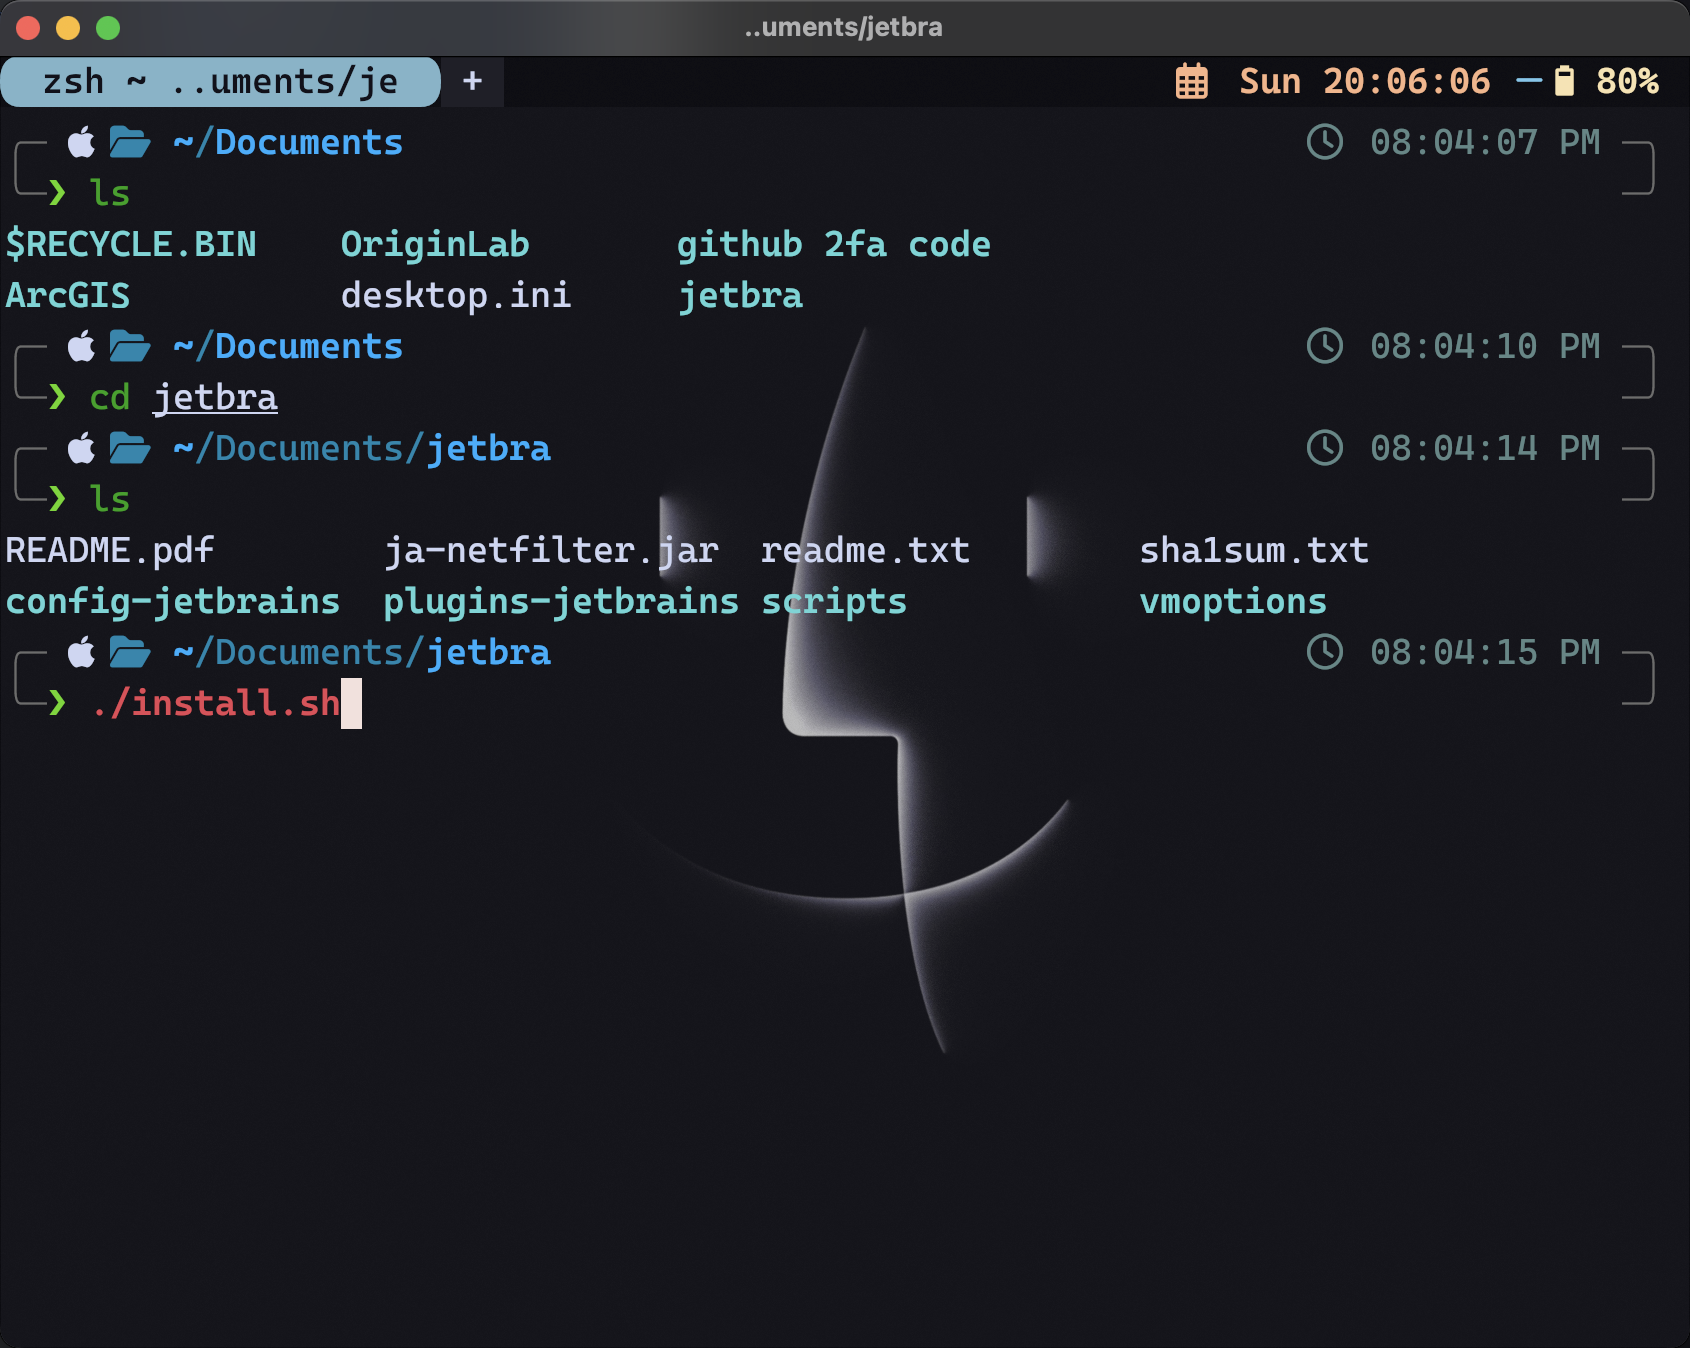 ..uments/jetbra
zsh ~ ..uments/je + Sun 20:06:06 80%
~/Documents 08:04:07 PM
❯ ls
$RECYCLE.BIN OriginLab github 2fa code
ArcGIS desktop.ini jetbra
~/Documents 08:04:10 PM
❯ cd jetbra
~/Documents/jetbra 08:04:14 PM
❯ ls
README.pdf ja-netfilter.jar readme.txt sha1sum.txt
config-jetbrains plugins-jetbrains scripts vmoptions
~/Documents/jetbra 08:04:15 PM
❯ ./install.sh